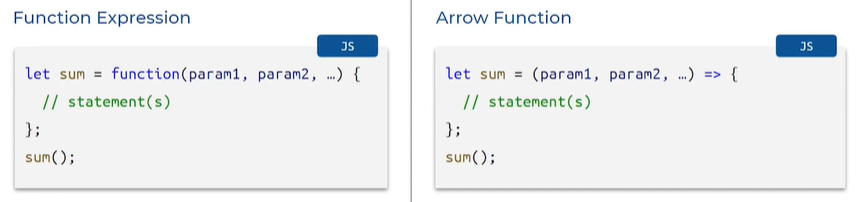 Function Expression
JS
let sum = function(param1, param2, …) {
// statement(s)
};
sum();
Arrow Function
JS
let sum = (param1, param2, …) => {
// statement(s)
};
sum();